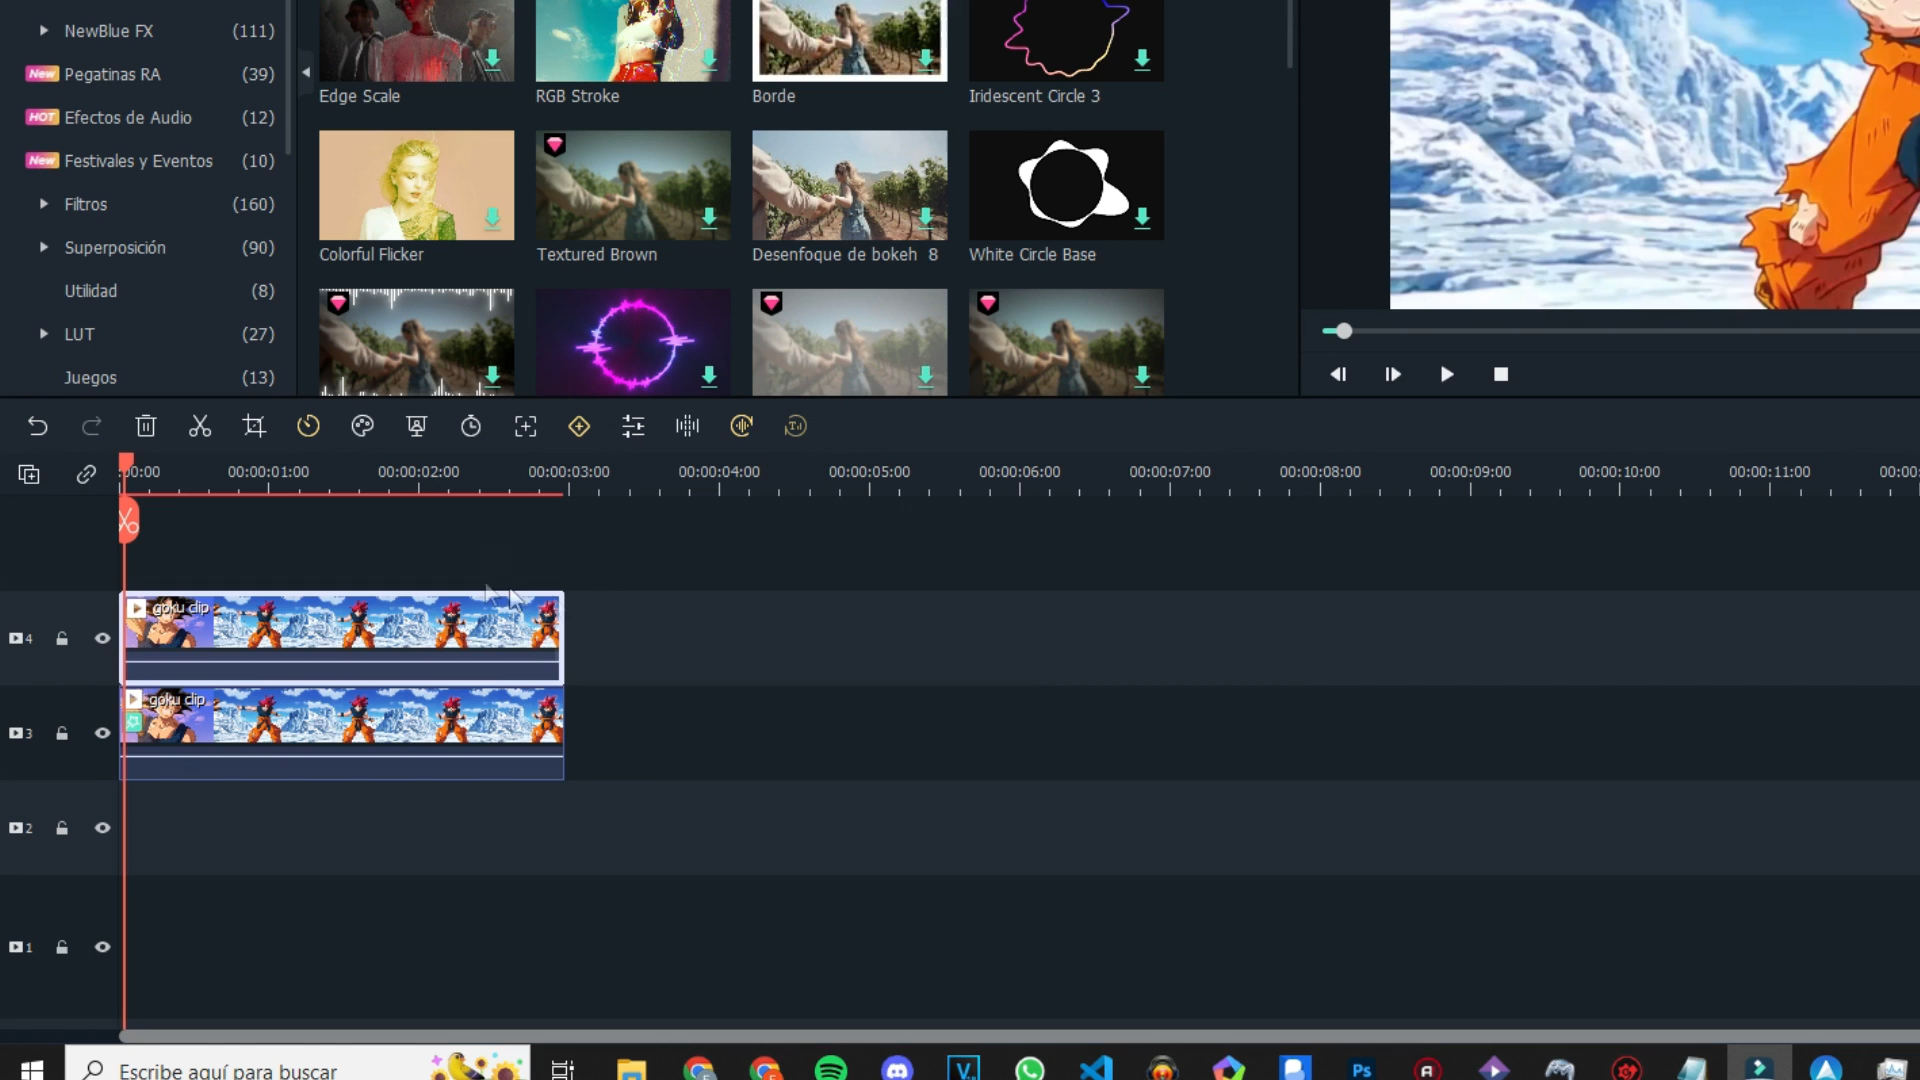 NewBlue FX (111)
New Pegatinas RA (39)
HOT Efectos de Audio (12)
New Festivales y Eventos (10)
Filtros (160)
Superposición (90)
Utilidad (8)
LUT (27)
Juegos (13)
Edge Scale
RGB Stroke
Borde
Iridescent Circle 3
Colorful Flicker
Textured Brown
Desenfoque de bokeh 8
White Circle Base
:00:00 00:00:01:00 00:00:02:00 00:00:03:00 00:00:04:00 00:00:05:00 00:00:06:00 00:00:07:00 00:00:08:00 00:00:09:00 00:00:10:00 00:00:11:00 00:00
4
goku clip
3
goku clip
2
1
Escribe aquí para buscar
Ps